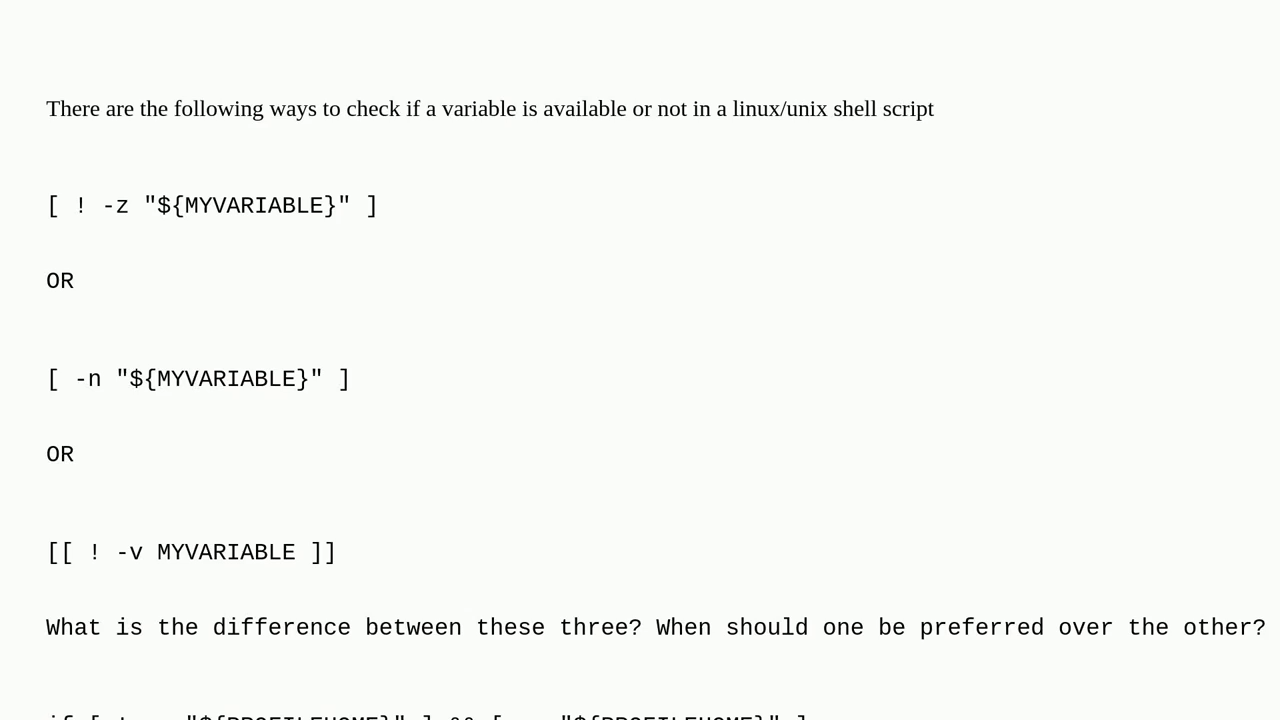 There are the following ways to check if a variable is available or not in a linux/unix shell script
[ ! -z "${MYVARIABLE}" ]
OR
[ -n "${MYVARIABLE}" ]
OR
[[ ! -v MYVARIABLE ]]
What is the difference between these three? When should one be preferred over the other?